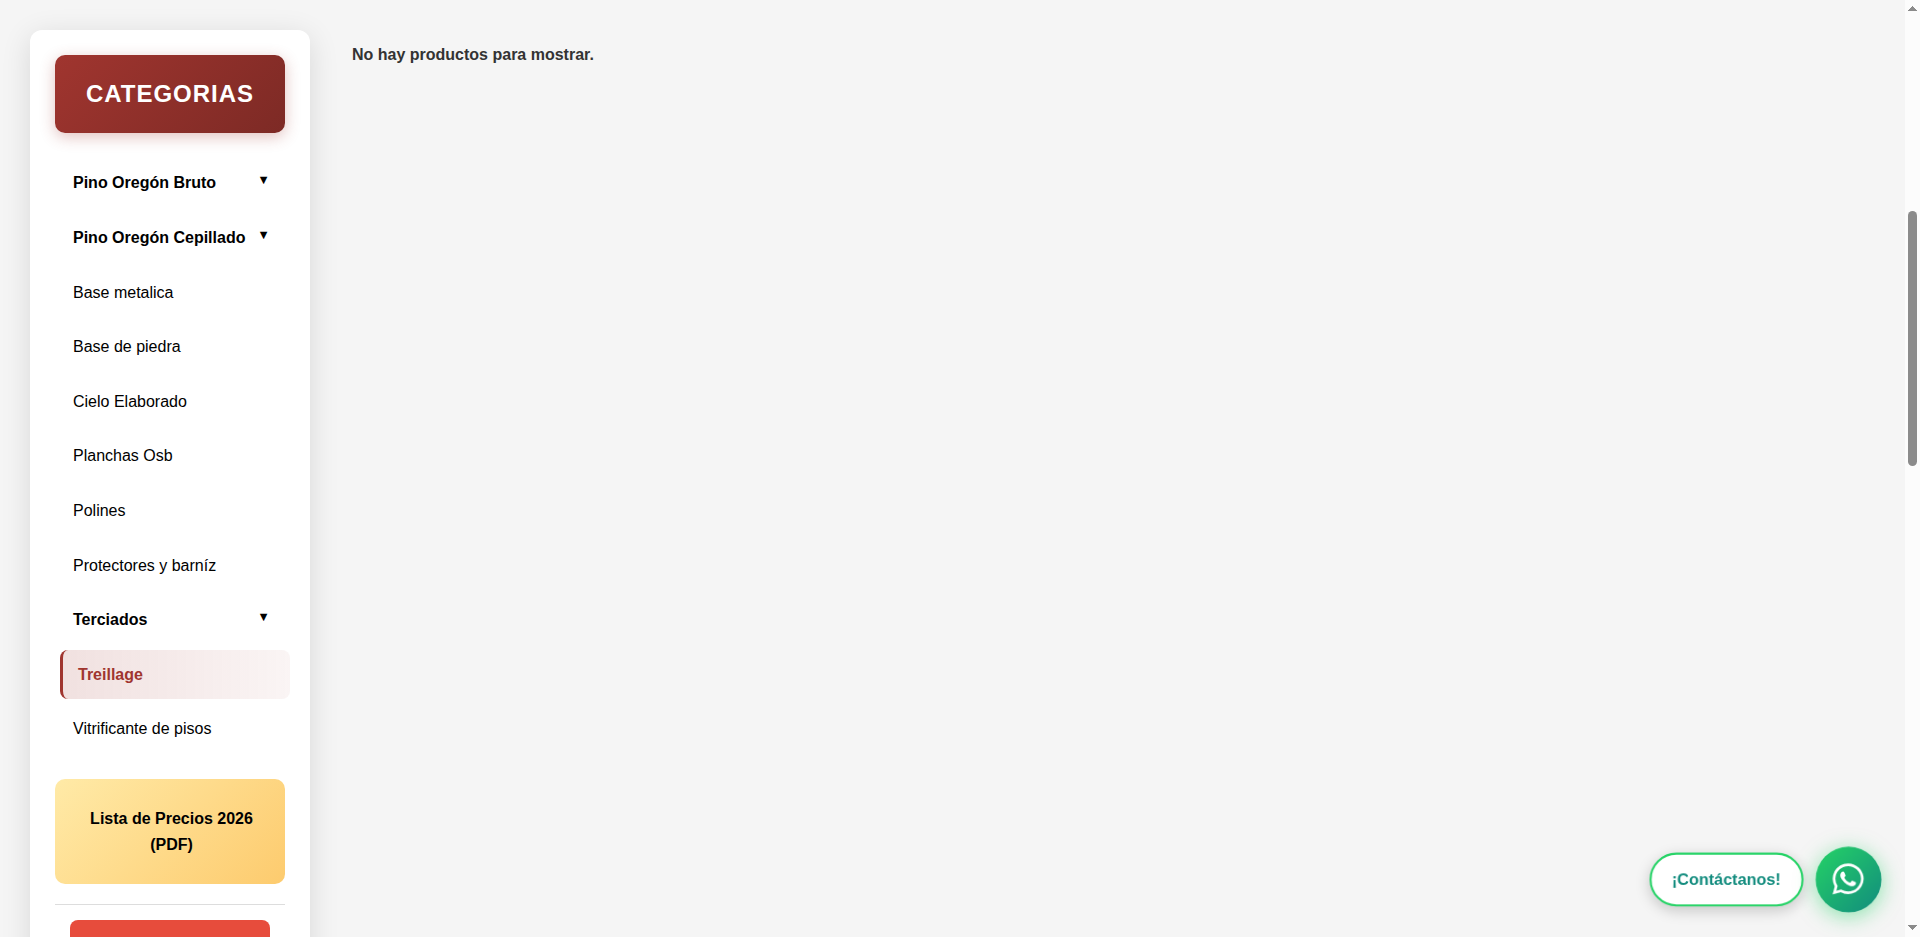 CATEGORIAS
Pino Oregón Bruto ▼
Pino Oregón Cepillado ▼
Base metalica
Base de piedra
Cielo Elaborado
Planchas Osb
Polines
Protectores y barníz
Terciados ▼
Treillage
Vitrificante de pisos
Lista de Precios 2026
(PDF)
No hay productos para mostrar.
¡Contáctanos!